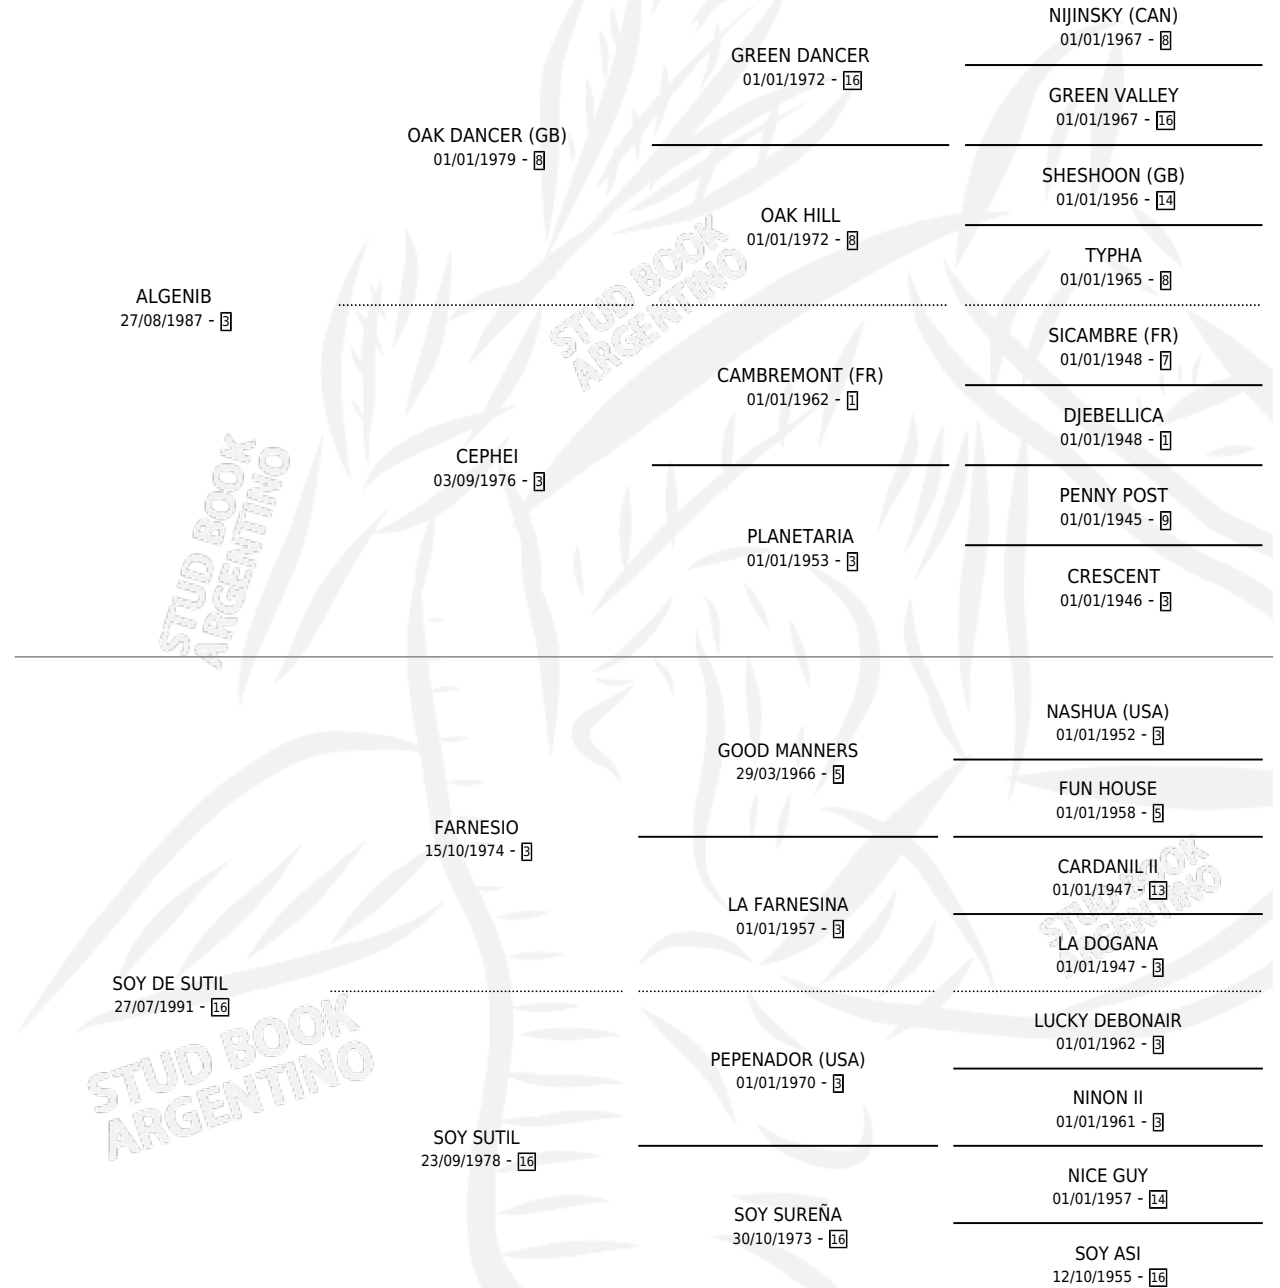 NIJINSKY (CAN)
01/01/1967 - 8
GREEN DANCER
01/01/1972 - 16
GREEN VALLEY
01/01/1967 - 16
OAK DANCER (GB)
01/01/1979 - 8
SHESHOON (GB)
01/01/1956 - 14
OAK HILL
01/01/1972 - 8
TYPHA
01/01/1965 - 8
ALGENIB
27/08/1987 - 3
SICAMBRE (FR)
01/01/1948 - 7
CAMBREMONT (FR)
01/01/1962 - 1
DJEBELLICA
01/01/1948 - 1
CEPHEI
03/09/1976 - 3
PENNY POST
01/01/1945 - 9
PLANETARIA
01/01/1953 - 3
CRESCENT
01/01/1946 - 3
NASHUA (USA)
01/01/1952 - 3
GOOD MANNERS
29/03/1966 - 5
FUN HOUSE
01/01/1958 - 5
FARNESIO
15/10/1974 - 3
CARDANIL II
01/01/1947 - 13
LA FARNESINA
01/01/1957 - 3
LA DOGANA
01/01/1947 - 3
SOY DE SUTIL
27/07/1991 - 16
LUCKY DEBONAIR
01/01/1962 - 3
PEPENADOR (USA)
01/01/1970 - 3
NINON II
01/01/1961 - 3
SOY SUTIL
23/09/1978 - 16
NICE GUY
01/01/1957 - 14
SOY SUREÑA
30/10/1973 - 16
SOY ASI
12/10/1955 - 16
STUD BOOK
ARGENTINO
STUD BOOK
ARGENTINO
STUD BOOK
ARGENTINO
STUD BOOK
ARGENTINO